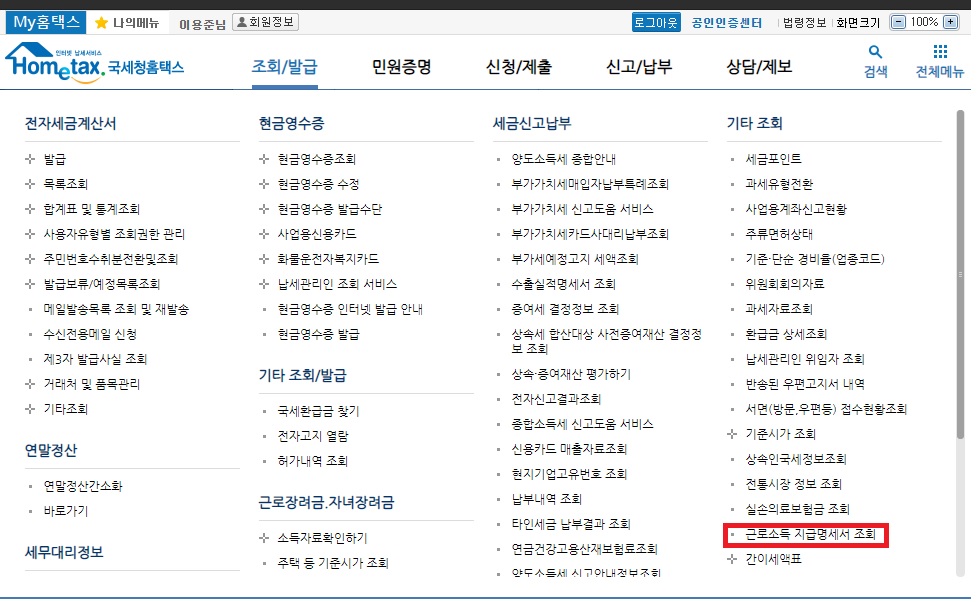 My홈택스 나의메뉴 이용준님 회원정보 로그아웃 공인인증센터 법령정보 화면크기 100%
인터넷 납세서비스
Hometax. 국세청홈택스 조회/발급 민원증명 신청/제출 신고/납부 상담/제보 검색 전체메뉴
전자세금계산서
발급
목록조회
합계표 및 통계조회
사용자유형별 조회권한 관리
주민번호수취분전환및조회
발급보류/예정목록조회
메일발송목록 조회 및 재발송
수신전용메일 신청
제3자 발급사실 조회
거래처 및 품목관리
기타조회
연말정산
연말정산간소화
바로가기
세무대리정보
현금영수증
현금영수증조회
현금영수증 수정
현금영수증 발급수단
사업용신용카드
화물운전자복지카드
납세관리인 조회 서비스
현금영수증 인터넷 발급 안내
현금영수증 발급
기타 조회/발급
국세환급금 찾기
전자고지 열람
허가내역 조회
근로장려금.자녀장려금
소득자료확인하기
주택 등 기준시가 조회
세금신고납부
양도소득세 종합안내
부가가치세매입자납부특례조회
부가가치세 신고도움 서비스
부가가치세카드사대리납부조회
부가세예정고지 세액조회
수출실적명세서 조회
증여세 결정정보 조회
상속세 합산대상 사전증여재산 결정정
보 조회
상속·증여재산 평가하기
전자신고결과조회
종합소득세 신고도움 서비스
신용카드 매출자료조회
현지기업고유번호 조회
납부내역 조회
타인세금 납부결과 조회
연금건강고용산재보험료조회
양도소득세 신고안내정보조회
기타 조회
세금포인트
과세유형전환
사업용계좌신고현황
주류면허상태
기준·단순 경비율(업종코드)
위원회회의자료
과세자료조회
환급금 상세조회
납세관리인 위임자 조회
반송된 우편고지서 내역
서면(방문,우편등) 접수현황조회
기준시가 조회
상속인국세정보조회
전통시장 정보 조회
실손의료보험금 조회
근로소득 지급명세서 조회
간이세액표